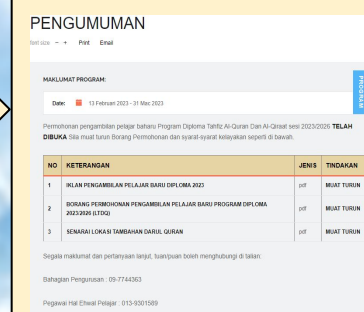 PENGUMUMAN
font size − + Print Email
MAKLUMAT PROGRAM:
PROGRAM
Date: 13 Februari 2023 - 31 Mac 2023
Permohonan pengambilan pelajar baharu Program Diploma Tahfiz Al-Quran Dan Al-Qiraat sesi 2023/2026 TELAH
DIBUKA Sila muat turun Borang Permohonan dan syarat-syarat kelayakan seperti di bawah.
NO KETERANGAN JENIS TINDAKAN
1 IKLAN PENGAMBILAN PELAJAR BARU DIPLOMA 2023 pdf MUAT TURUN
2 BORANG PERMOHONAN PENGAMBILAN PELAJAR BARU PROGRAM DIPLOMA
2023/2026 (LTDQ) pdf MUAT TURUN
3 SENARAI LOKASI TAMBAHAN DARUL QURAN pdf MUAT TURUN
Segala maklumat dan pertanyaan lanjut, tuan/puan boleh menghubungi di talian:
Bahagian Pengurusan : 09-7744363
Pegawai Hal Ehwal Pelajar : 013-9301589